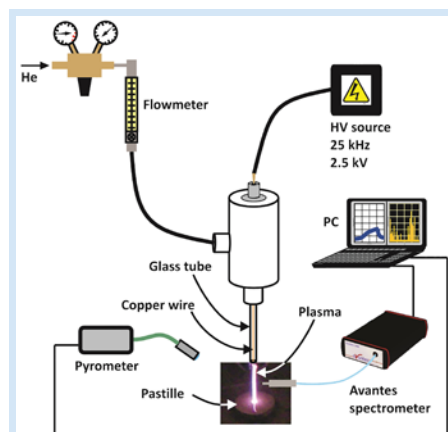 He
Flowmeter
HV source
25 kHz
2.5 kV
PC
Glass tube
Copper wire
Plasma
Pyrometer
Pastille
Avantes
spectrometer